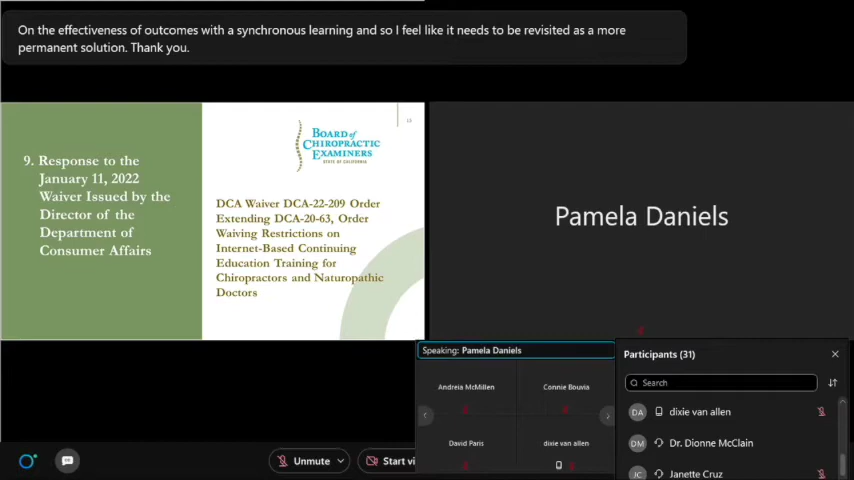 On the effectiveness of outcomes with a synchronous learning and so I feel like it needs to be revisited as a more
permanent solution. Thank you.
9. Response to the
January 11, 2022
Waiver Issued by the
Director of the
Department of
Consumer Affairs
15
BOARD of
CHIROPRACTIC
EXAMINERS
STATE OF CALIFORNIA
DCA Waiver DCA-22-209 Order
Extending DCA-20-63, Order
Waiving Restrictions on
Internet-Based Continuing
Education Training for
Chiropractors and Naturopathic
Doctors
Pamela Daniels
Speaking: Pamela Daniels
Andreia McMillen
Connie Bouvia
David Paris
dixie van allen
Participants (31)
Search
DA dixie van allen
DM Dr. Dionne McClain
JC Janette Cruz
Unmute
Start vi